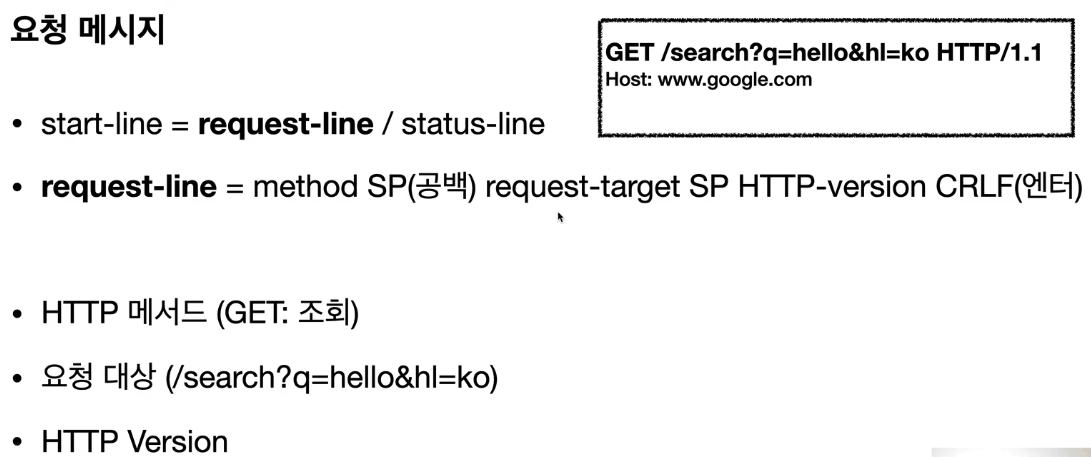 요청 메시지
GET /search?q=hello&hl=ko HTTP/1.1
Host: www.google.com
• start-line = request-line / status-line
• request-line = method SP(공백) request-target SP HTTP-version CRLF(엔터)
• HTTP 메서드 (GET: 조회)
• 요청 대상 (/search?q=hello&hl=ko)
• HTTP Version